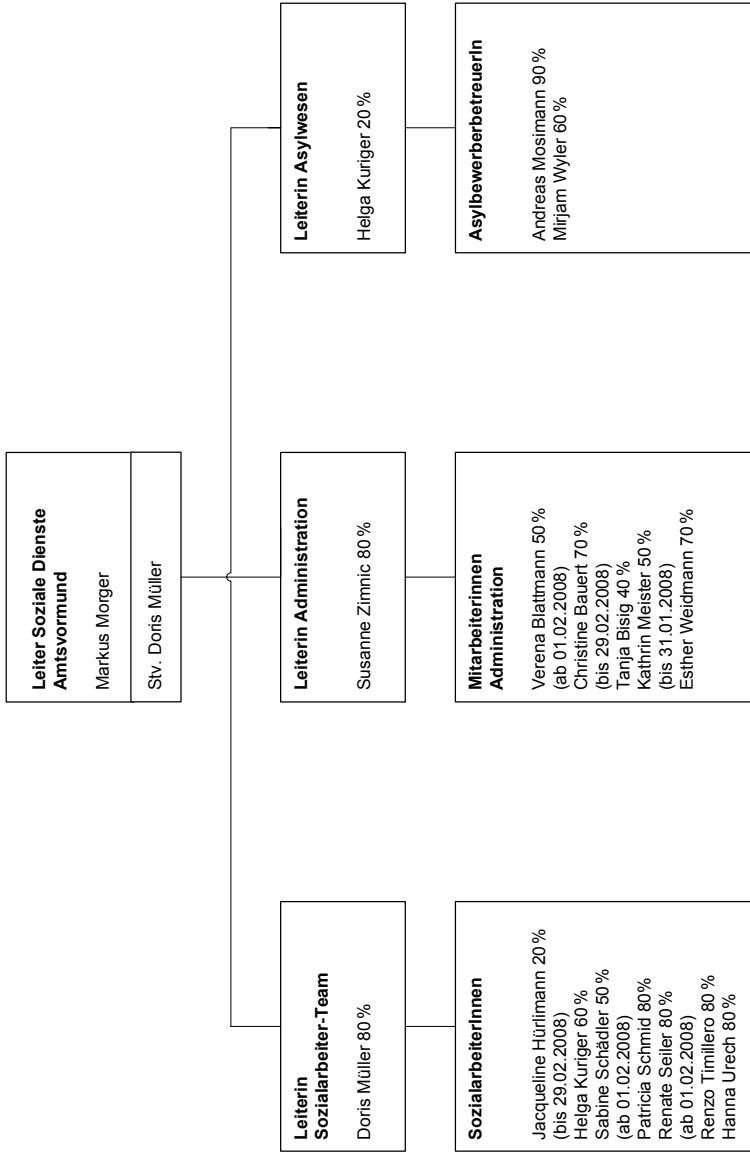 Leiter Soziale Dienste
Amtsvormund
Markus Morger
Stv. Doris Müller
Leiterin
Sozialarbeiter-Team
Doris Müller 80 %
Leiterin Administration
Susanne Zimnic 80 %
Leiterin Asylwesen
Helga Kuriger 20 %
SozialarbeiterInnen
Jacqueline Hürlimann 20 %
(bis 29.02.2008)
Helga Kuriger 60 %
Sabine Schädler 50 %
(ab 01.02.2008)
Patricia Schmid 80%
Renate Seiler 80 %
(ab 01.02.2008)
Renzo Timillero 80 %
Hanna Urech 80 %
Mitarbeiterinnen
Administration
Verena Blattmann 50 %
(ab 01.02.2008)
Christine Bauert 70 %
(bis 29.02.2008)
Tanja Bisig 40 %
Kathrin Meister 50 %
(bis 31.01.2008)
Esther Weidmann 70 %
AsylbewerberbetreuerIn
Andreas Mosimann 90 %
Mirjam Wyler 60 %